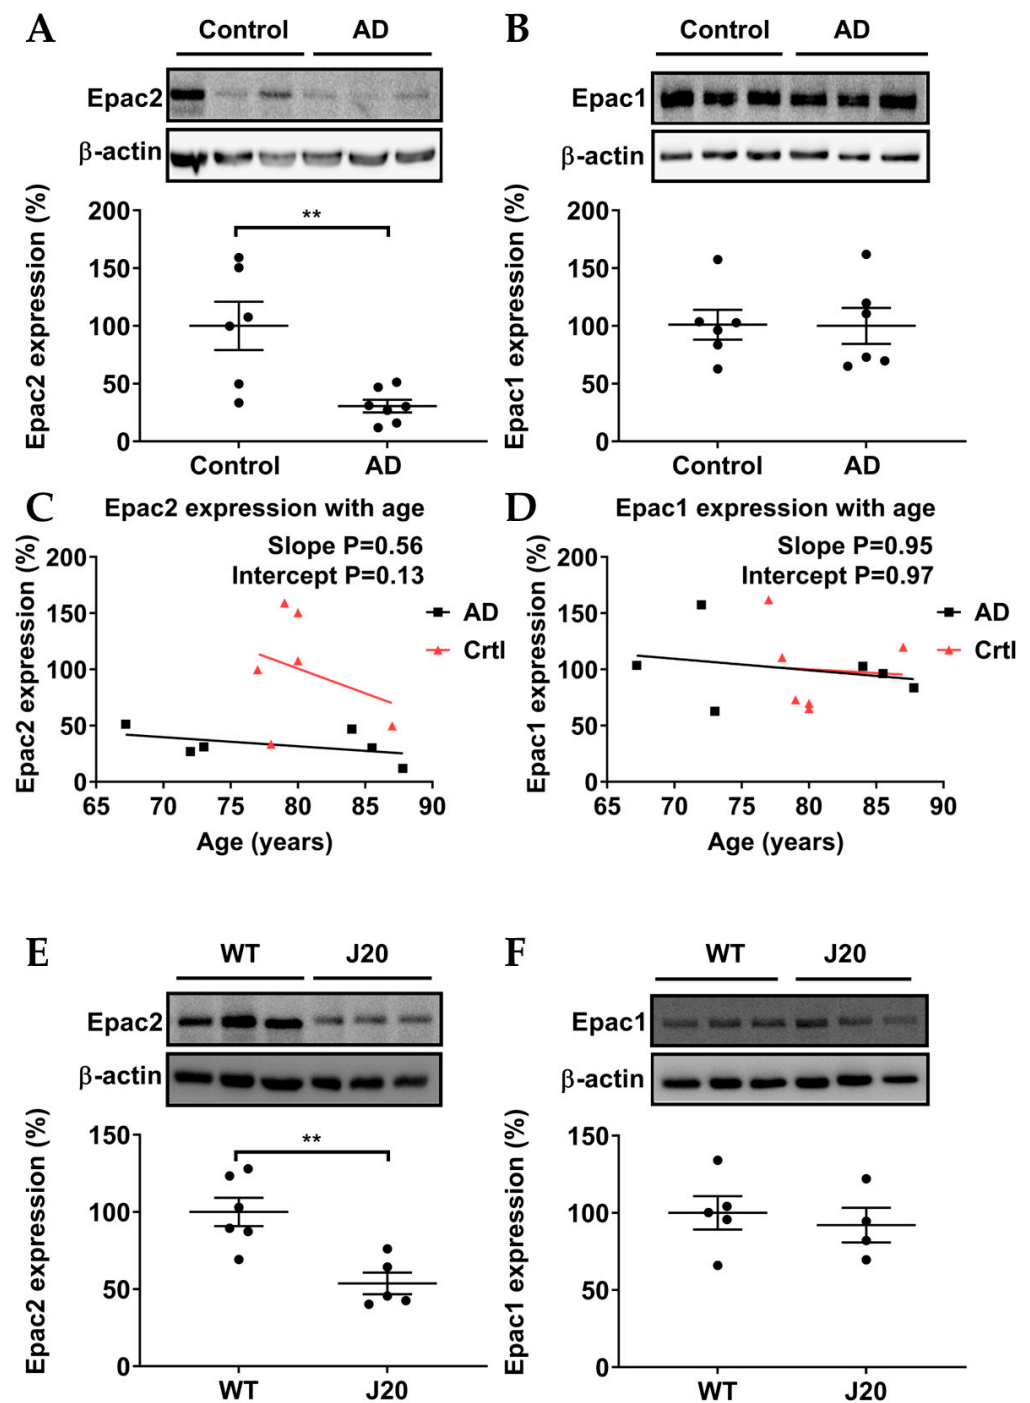 A
Control AD
Epac2
β-actin
Epac2 expression (%)
200
150
100
50
0
**
Control AD
B
Control AD
Epac1
β-actin
Epac1 expression (%)
200
150
100
50
0
Control AD
C
Epac2 expression with age
Slope P=0.56
Intercept P=0.13
Epac2 expression (%)
200
150
100
50
0
65 70 75 80 85 90
Age (years)
AD
Crtl
D
Epac1 expression with age
Slope P=0.95
Intercept P=0.97
Epac1 expression (%)
200
150
100
50
0
65 70 75 80 85 90
Age (years)
AD
Crtl
E
WT J20
Epac2
β-actin
Epac2 expression (%)
150
100
50
0
**
WT J20
F
WT J20
Epac1
β-actin
Epac1 expression (%)
150
100
50
0
WT J20